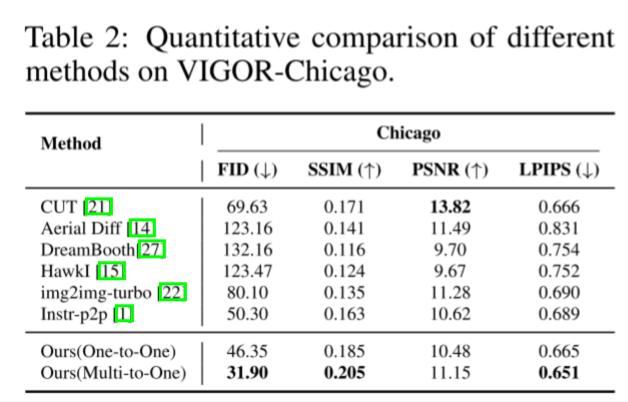 Table 2: Quantitative comparison of different
methods on VIGOR-Chicago.
Method Chicago
FID (↓) SSIM (↑) PSNR (↑) LPIPS (↓)
CUT [21] 69.63 0.171 13.82 0.666
Aerial Diff [14] 123.16 0.141 11.49 0.831
DreamBooth[27] 132.16 0.116 9.70 0.754
HawkI [15] 123.47 0.124 9.67 0.752
img2img-turbo [22] 80.10 0.135 11.28 0.690
Instr-p2p [1] 50.30 0.163 10.62 0.689
Ours(One-to-One) 46.35 0.185 10.48 0.665
Ours(Multi-to-One) 31.90 0.205 11.15 0.651